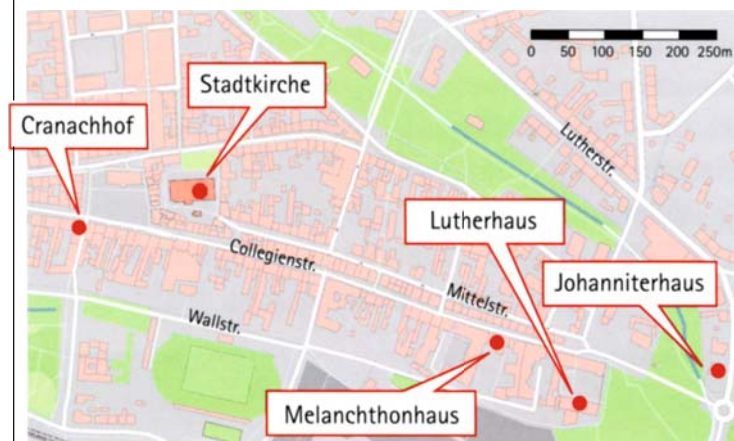 0 50 100 150 200 250m
Stadtkirche
Cranachhof
Lutherstr.
Lutherhaus
Collegienstr.
Johanniterhaus
Mittelstr.
Wallstr.
Melanchthonhaus